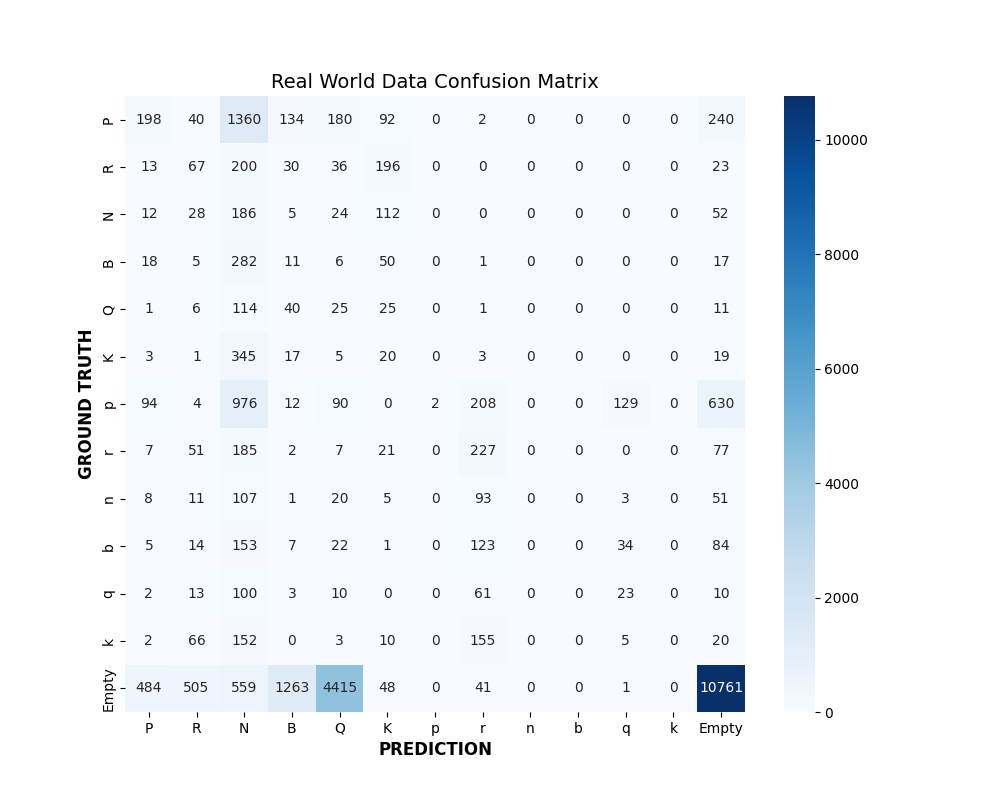 Real World Data Confusion Matrix
GROUND TRUTH
P 198 40 1360 134 180 92 0 2 0 0 0 0 240
R 13 67 200 30 36 196 0 0 0 0 0 0 23
N 12 28 186 5 24 112 0 0 0 0 0 0 52
B 18 5 282 11 6 50 0 1 0 0 0 0 17
Q 1 6 114 40 25 25 0 1 0 0 0 0 11
K 3 1 345 17 5 20 0 3 0 0 0 0 19
p 94 4 976 12 90 0 2 208 0 0 129 0 630
r 7 51 185 2 7 21 0 227 0 0 0 0 77
n 8 11 107 1 20 5 0 93 0 0 3 0 51
b 5 14 153 7 22 1 0 123 0 0 34 0 84
q 2 13 100 3 10 0 0 61 0 0 23 0 10
k 2 66 152 0 3 10 0 155 0 0 5 0 20
Empty 484 505 559 1263 4415 48 0 41 0 0 1 0 10761
P R N B Q K p r n b q k Empty
PREDICTION
10000
8000
6000
4000
2000
0